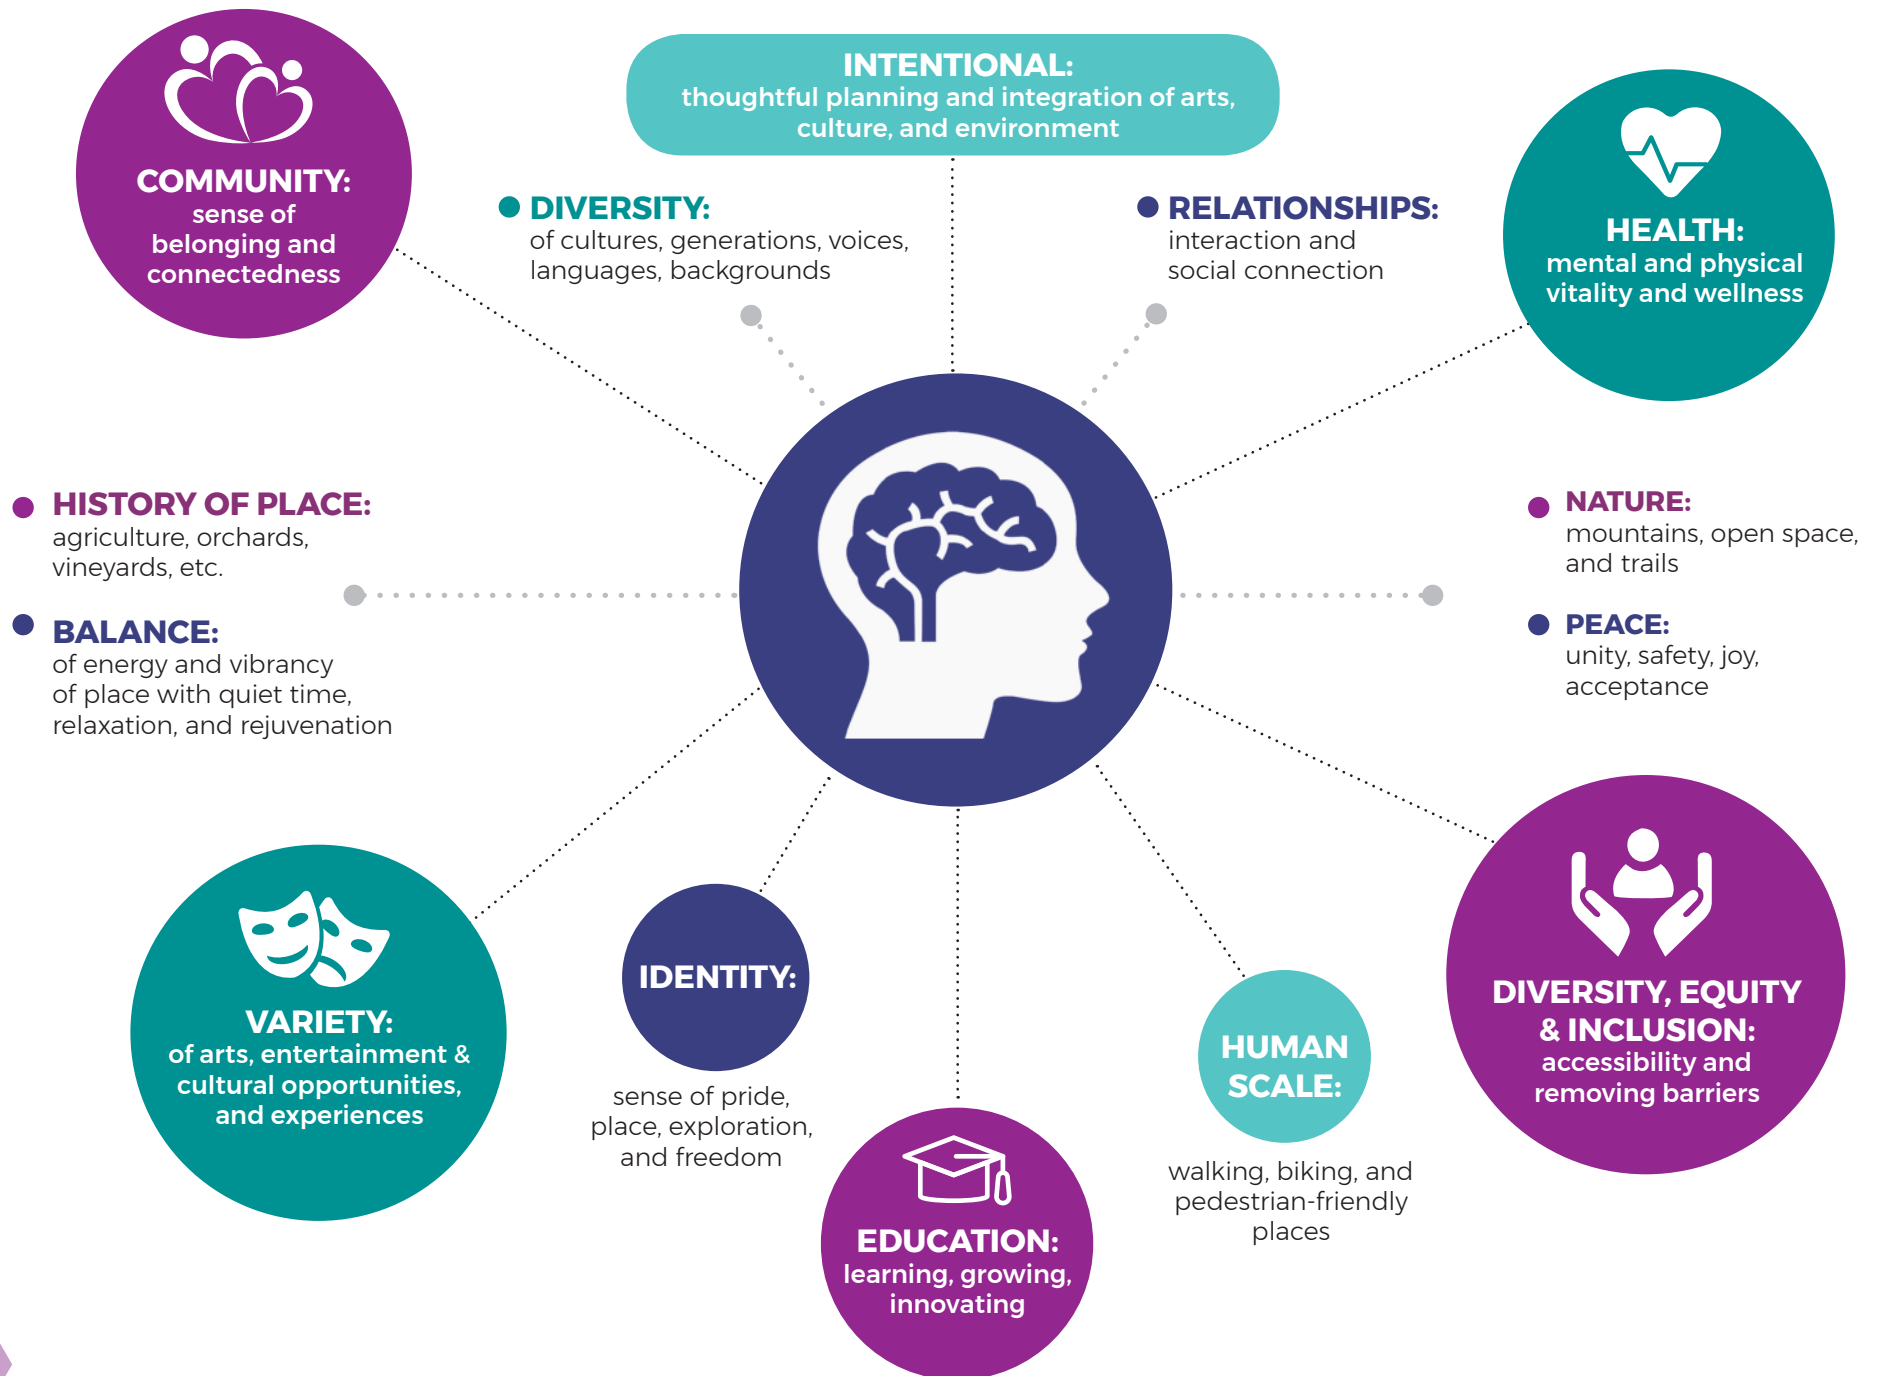 COMMUNITY:
sense of
belonging and
connectedness
INTENTIONAL:
thoughtful planning and integration of arts,
culture, and environment
DIVERSITY:
of cultures, generations, voices,
languages, backgrounds
RELATIONSHIPS:
interaction and
social connection
HEALTH:
mental and physical
vitality and wellness
HISTORY OF PLACE:
agriculture, orchards,
vineyards, etc.
BALANCE:
of energy and vibrancy
of place with quiet time,
relaxation, and rejuvenation
NATURE:
mountains, open space,
and trails
PEACE:
unity, safety, joy,
acceptance
VARIETY:
of arts, entertainment &
cultural opportunities,
and experiences
IDENTITY:
sense of pride,
place, exploration,
and freedom
EDUCATION:
learning, growing,
innovating
HUMAN
SCALE:
walking, biking, and
pedestrian-friendly
places
DIVERSITY, EQUITY
& INCLUSION:
accessibility and
removing barriers